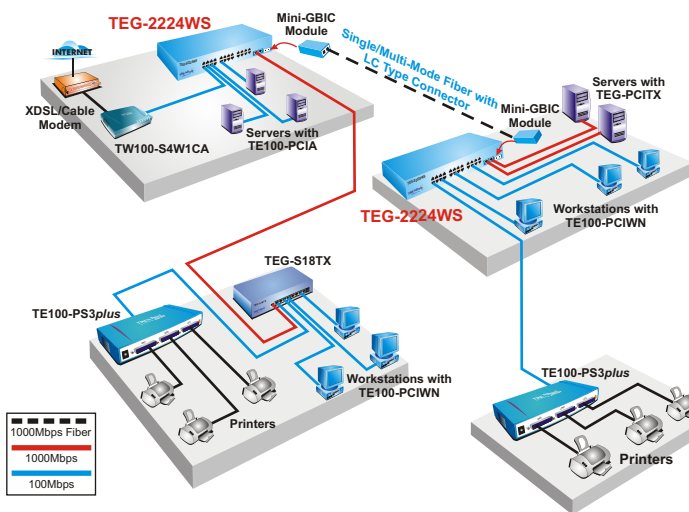 TEG-2224WS
Mini-GBIC
Module
INTERNET
XDSL/Cable
Modem
TW100-S4W1CA
Servers with
TE100-PCIA
Single/Multi-Mode Fiber with
LC Type Connector
Servers with
TEG-PCITX
Mini-GBIC
Module
TEG-2224WS
Workstations with
TE100-PCIWN
TEG-S18TX
TE100-PS3plus
Workstations with
TE100-PCIWN
Printers
TE100-PS3plus
Printers
1000Mbps Fiber
1000Mbps
100Mbps